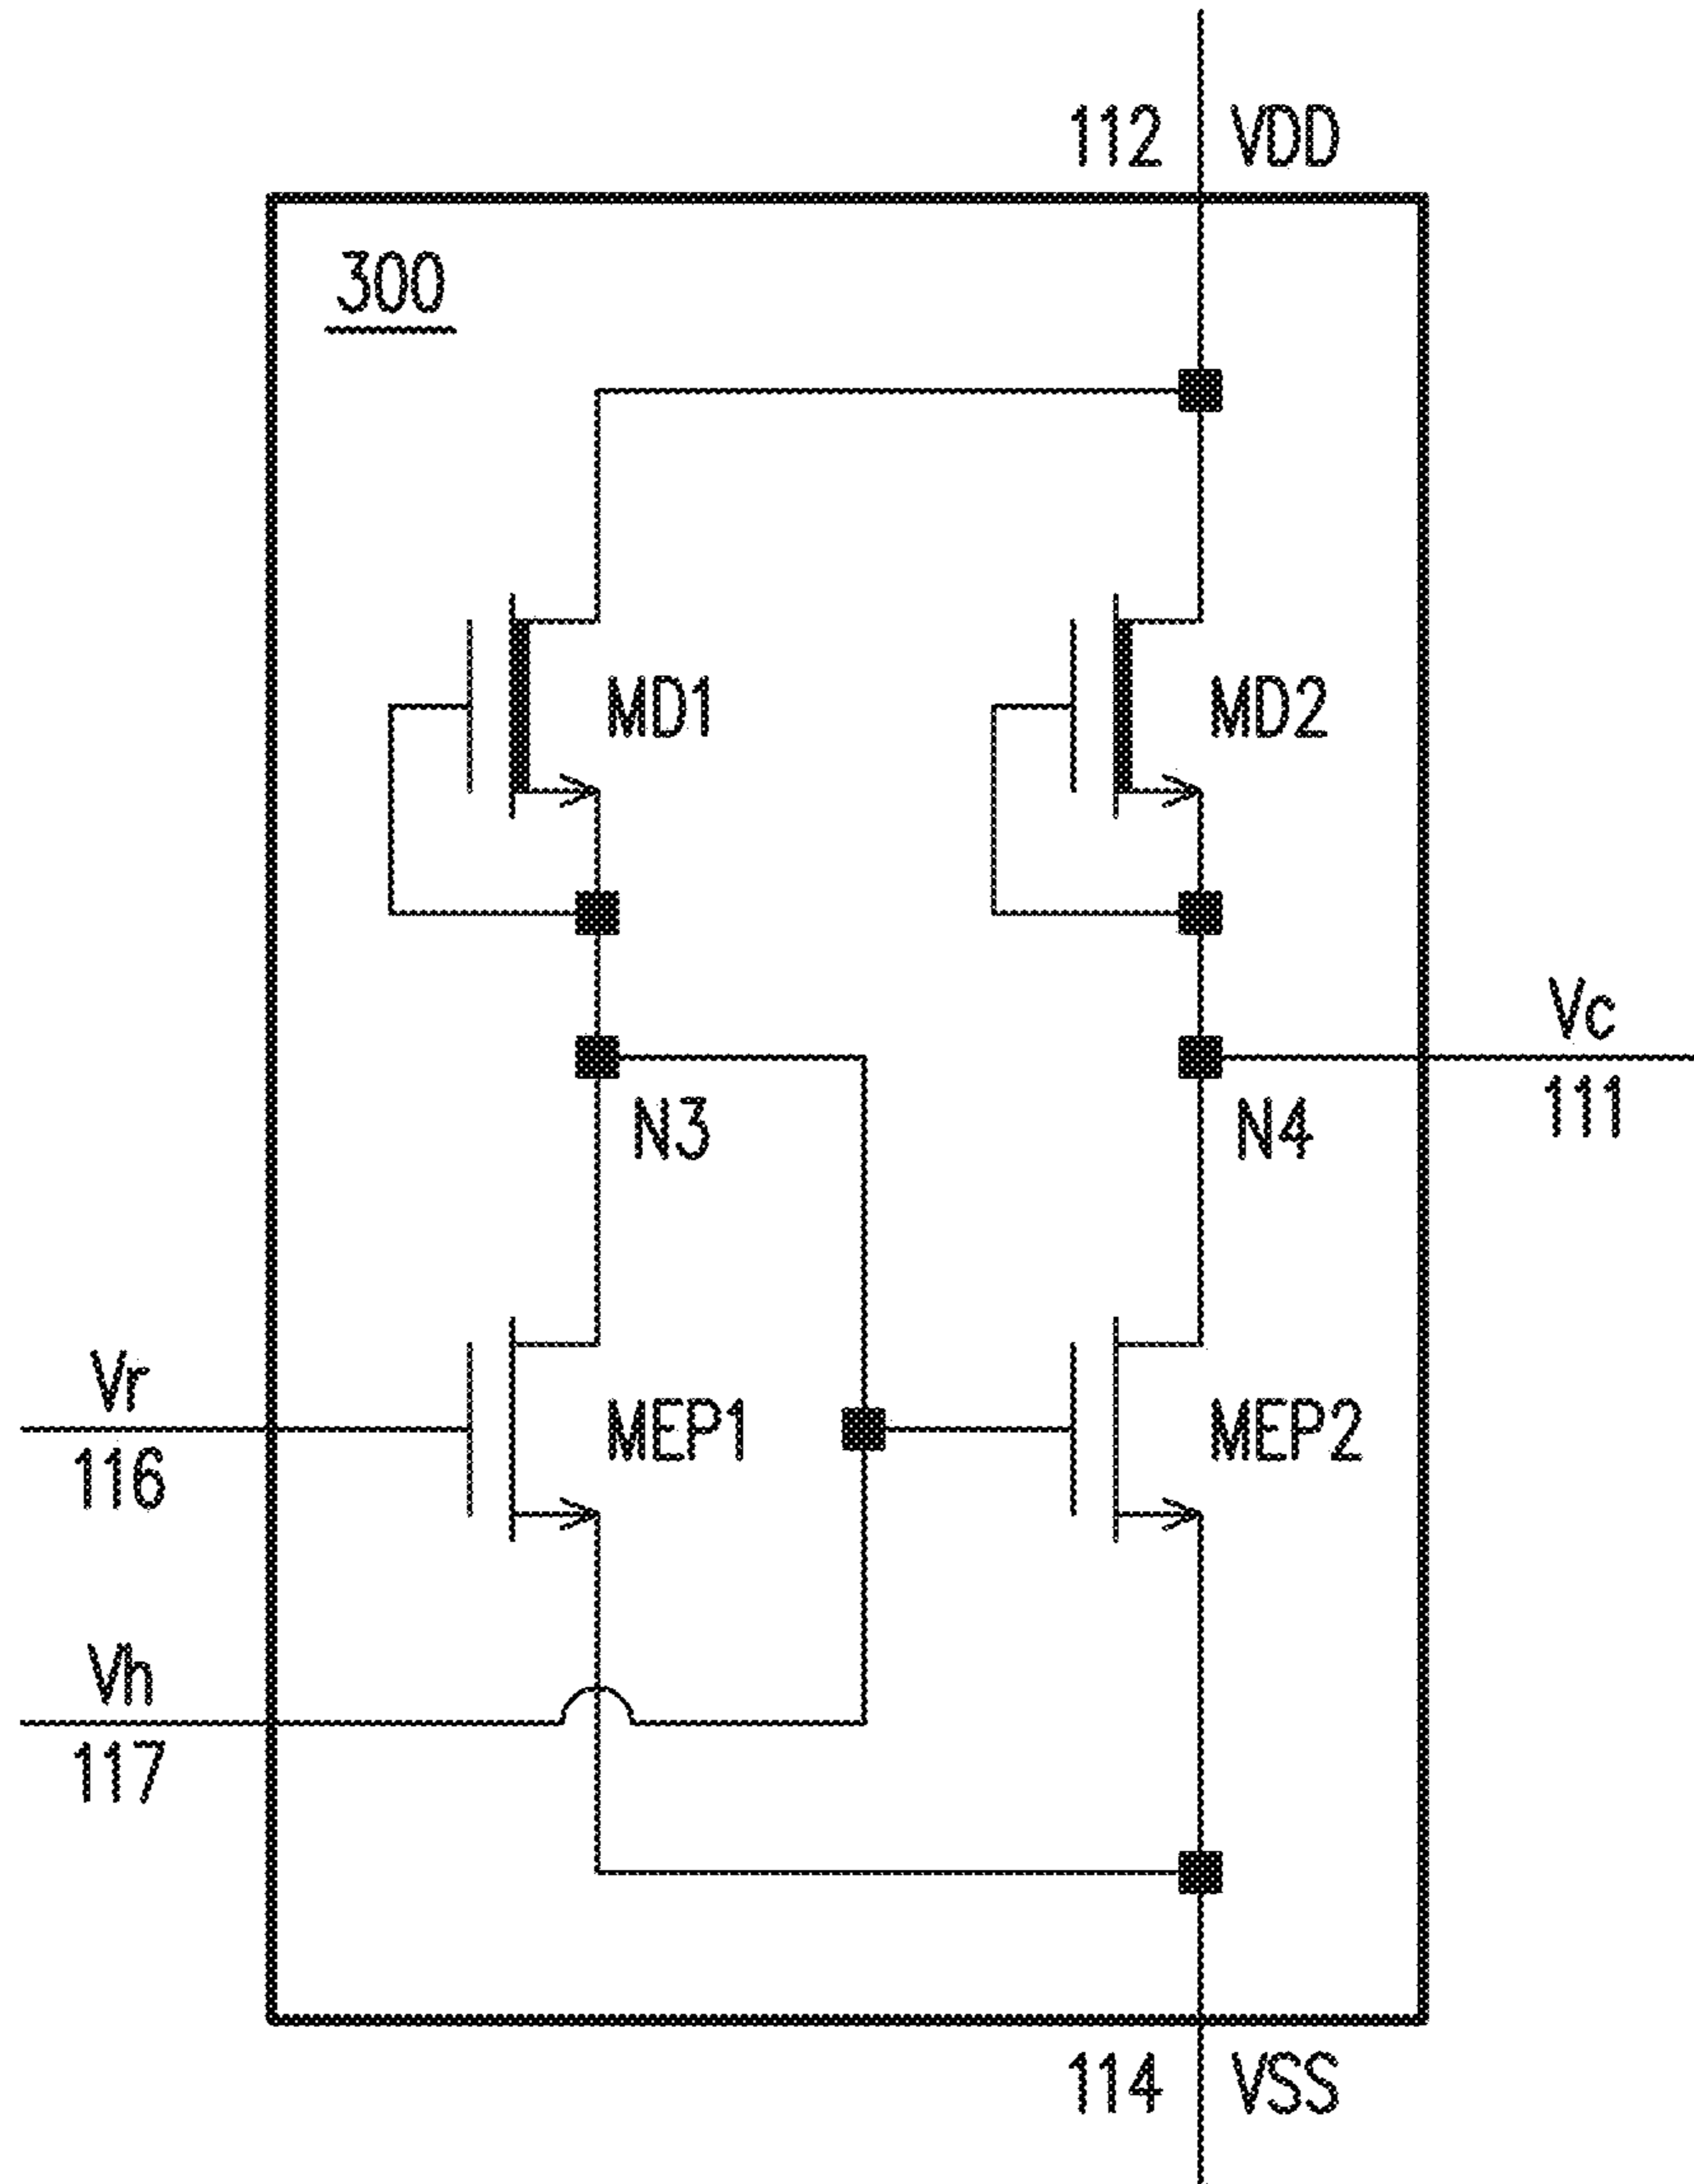 112 VDD
300
MD1 MD2
Vc
N3 N4 111
Vr
MEP1 MEP2
116
Vh
117
114 VSS